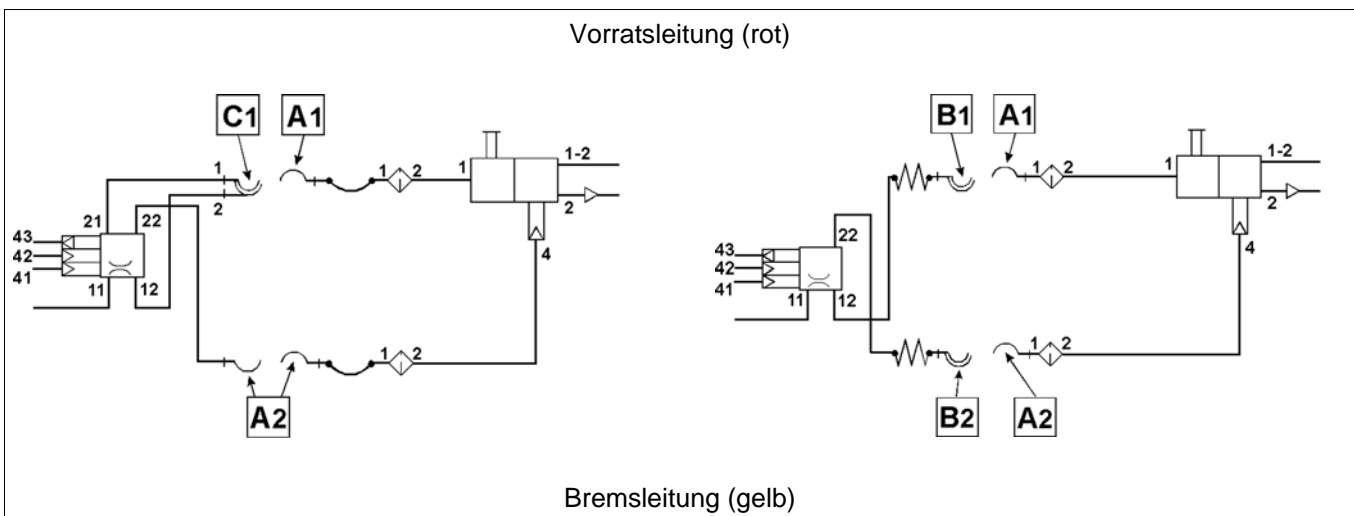 Vorratsleitung (rot)
C1 A1
1 1 2 1 1-2
2 2
21 22
43
42 4
41
11 12
1 2
A2
B1 A1
1 2 1 1-2
2
22
43
42 4
41
11 12
1 2
B2 A2
Bremsleitung (gelb)